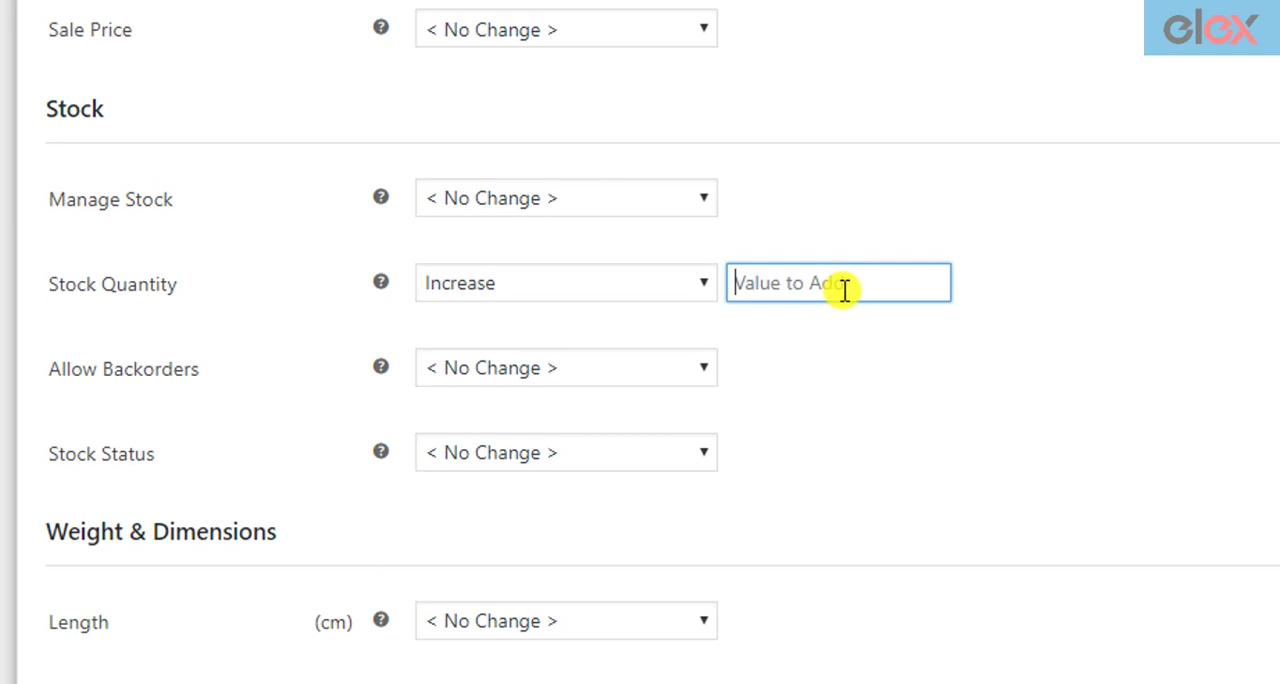 Sale Price ? < No Change >
elex
Stock
Manage Stock ? < No Change >
Stock Quantity ? Increase Value to Add
Allow Backorders ? < No Change >
Stock Status ? < No Change >
Weight & Dimensions
Length (cm) ? < No Change >